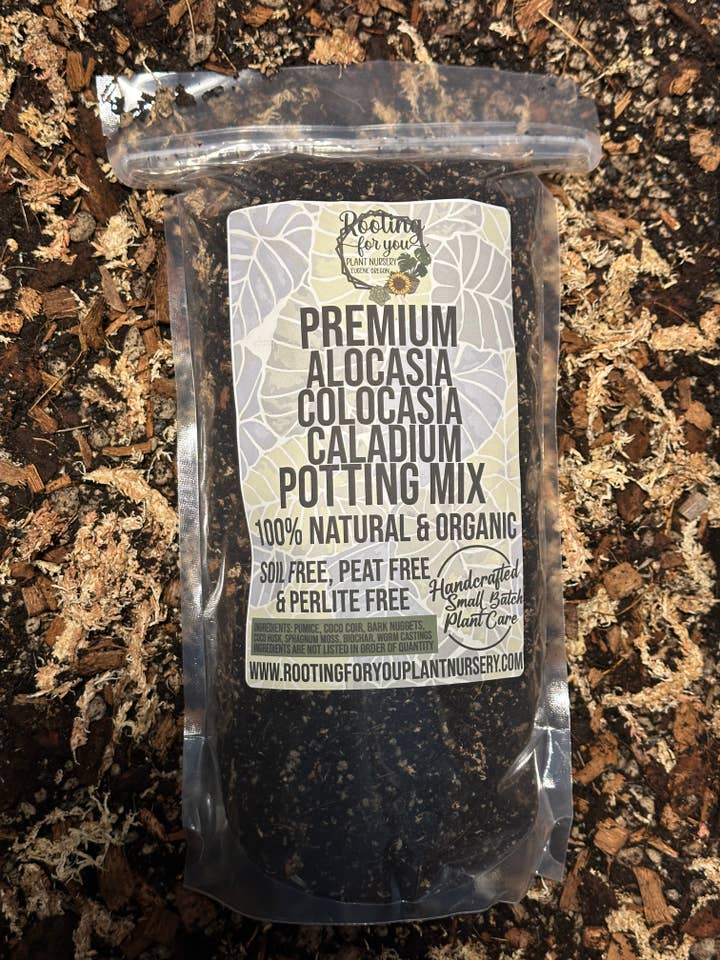 Rooting
for you
PLANT NURSERY
EUGENE OREGON
PREMIUM
ALOCASIA
COLOCASIA
CALADIUM
POTTING MIX
100% NATURAL & ORGANIC
SOIL FREE, PEAT FREE
& PERLITE FREE
Handcrafted
Small Batch
Plant Care
INGREDIENTS: PUMICE, COCO COIR, BARK NUGGETS,
COCO HUSK, SPHAGNUM MOSS, BIOCHAR, WORM CASTINGS
INGREDIENTS ARE NOT LISTED IN ORDER OF QUANTITY
WWW.ROOTINGFORYOUPLANTNURSERY.COM